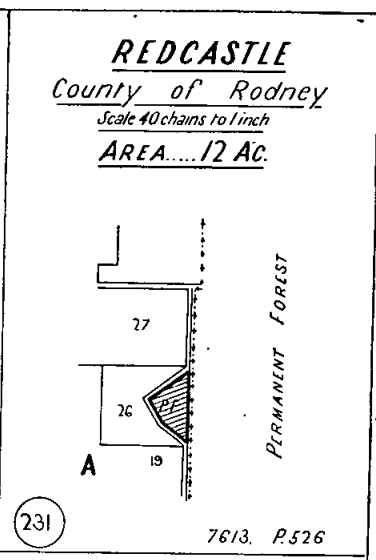 REDCASTLE
County of Rodney
Scale 40 chains to 1 inch
AREA..... 12 AC.
27
PERMANENT FOREST
26
P.F.
A
19
231
7613. P.526